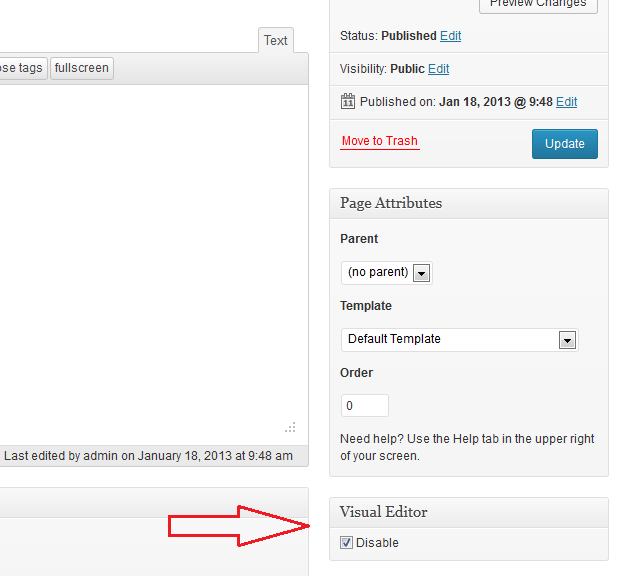 Preview Changes
Text
Status: Published Edit
ose tags fullscreen
Visibility: Public Edit
11 Published on: Jan 18, 2013 @ 9:48 Edit
Move to Trash Update
Page Attributes
Parent
(no parent)
Template
Default Template
Order
0
Need help? Use the Help tab in the upper right
of your screen.
Last edited by admin on January 18, 2013 at 9:48 am
Visual Editor
Disable